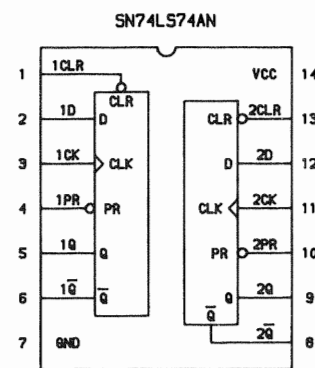 SN74LS74AN
1 1CLR VCC 14
CLR CLR 2CLR 13
2 1D D
D 2D 12
3 1CK CLK CLK 2CK 11
4 1PR PR PR 2PR 10
5 1Q Q Q 2Q 9
6 1Q̅ Q̅ Q̅
7 GND 2Q̅ 8